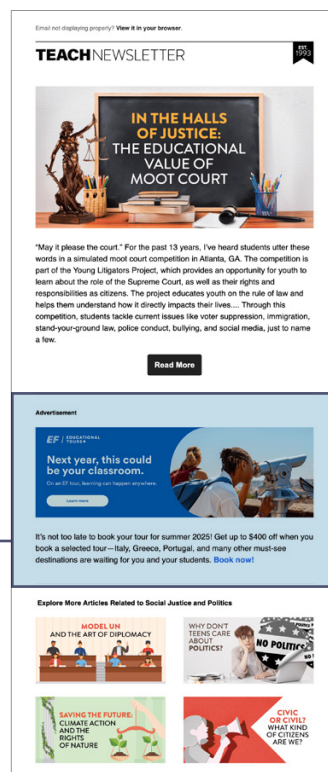 Email not displaying properly? View it in your browser.
TEACH NEWSLETTER
EST.
1993
IN THE HALLS
OF JUSTICE:
THE EDUCATIONAL
VALUE OF
MOOT COURT
“May it please the court.” For the past 13 years, I've heard students utter these
words in a simulated moot court competition in Atlanta, GA. The competition is
part of the Young Litigators Project, which provides an opportunity for youth to
learn about the role of the Supreme Court, as well as their rights and
responsibilities as citizens. The project educates youth on the rule of law and
helps them understand how it directly impacts their lives.... Through this
competition, students tackle current issues like voter suppression, immigration,
stand-your-ground law, police conduct, bullying, and social media, just to name
a few.
Read More
Advertisement
EF EDUCATIONAL
TOURS
Next year, this could
be your classroom.
On an EF tour, learning can happen anywhere.
Learn more
It's not too late to book your tour for summer 2025! Get up to $400 off when you
book a selected tour—Italy, Greece, Portugal, and many other must-see
destinations are waiting for you and your students. Book now!
Explore More Articles Related to Social Justice and Politics
MODEL UN
AND THE ART OF DIPLOMACY
WHY DON'T
TEENS CARE
ABOUT
POLITICS?
NO POLITICS
NO
SAVING THE FUTURE:
CLIMATE ACTION
AND THE
RIGHTS
OF NATURE
CIVIC
OR CIVIL?
WHAT KIND
OF CITIZENS
ARE WE?